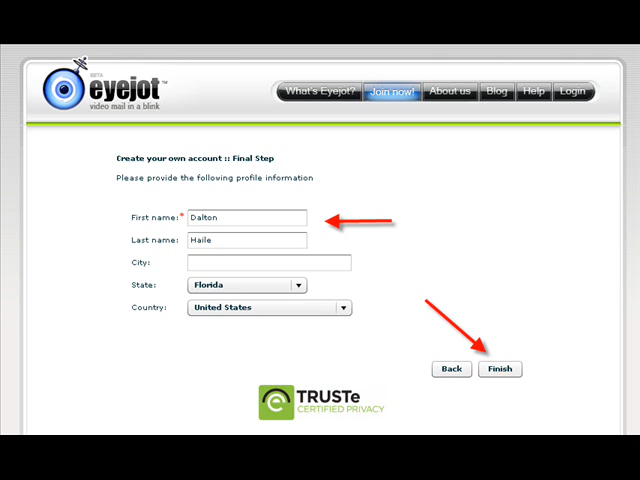 BETA
eyejot™
video mail in a blink
What's Eyejot? Join now! About us Blog Help Login
Create your own account :: Final Step
Please provide the following profile information
First name:* Dalton
Last name: Haile
City:
State: Florida
Country: United States
Back Finish
TRUSTe
CERTIFIED PRIVACY